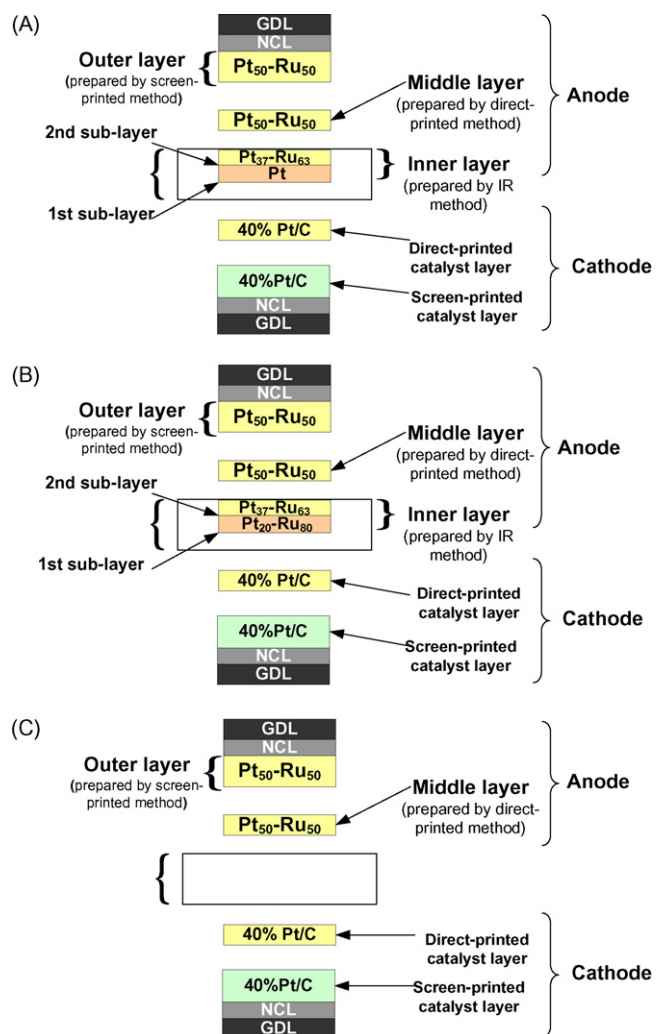 (A)
GDL
NCL
Outer layer
(prepared by screen-
printed method)
Pt50-Ru50
Middle layer
(prepared by direct-
printed method)
Pt50-Ru50
Anode
2nd sub-layer
Pt37-Ru63
Pt
Inner layer
(prepared by IR
method)
1st sub-layer
40% Pt/C
Direct-printed
catalyst layer
Cathode
40%Pt/C
Screen-printed
catalyst layer
NCL
GDL
(B)
GDL
NCL
Outer layer
(prepared by screen-
printed method)
Pt50-Ru50
Middle layer
(prepared by direct-
printed method)
Pt50-Ru50
Anode
2nd sub-layer
Pt37-Ru63
Pt20-Ru80
Inner layer
(prepared by IR
method)
1st sub-layer
40% Pt/C
Direct-printed
catalyst layer
Cathode
40%Pt/C
Screen-printed
catalyst layer
NCL
GDL
(C)
GDL
NCL
Outer layer
(prepared by screen-
printed method)
Pt50-Ru50
Middle layer
(prepared by direct-
printed method)
Pt50-Ru50
Anode
40% Pt/C
Direct-printed
catalyst layer
Cathode
40%Pt/C
Screen-printed
catalyst layer
NCL
GDL